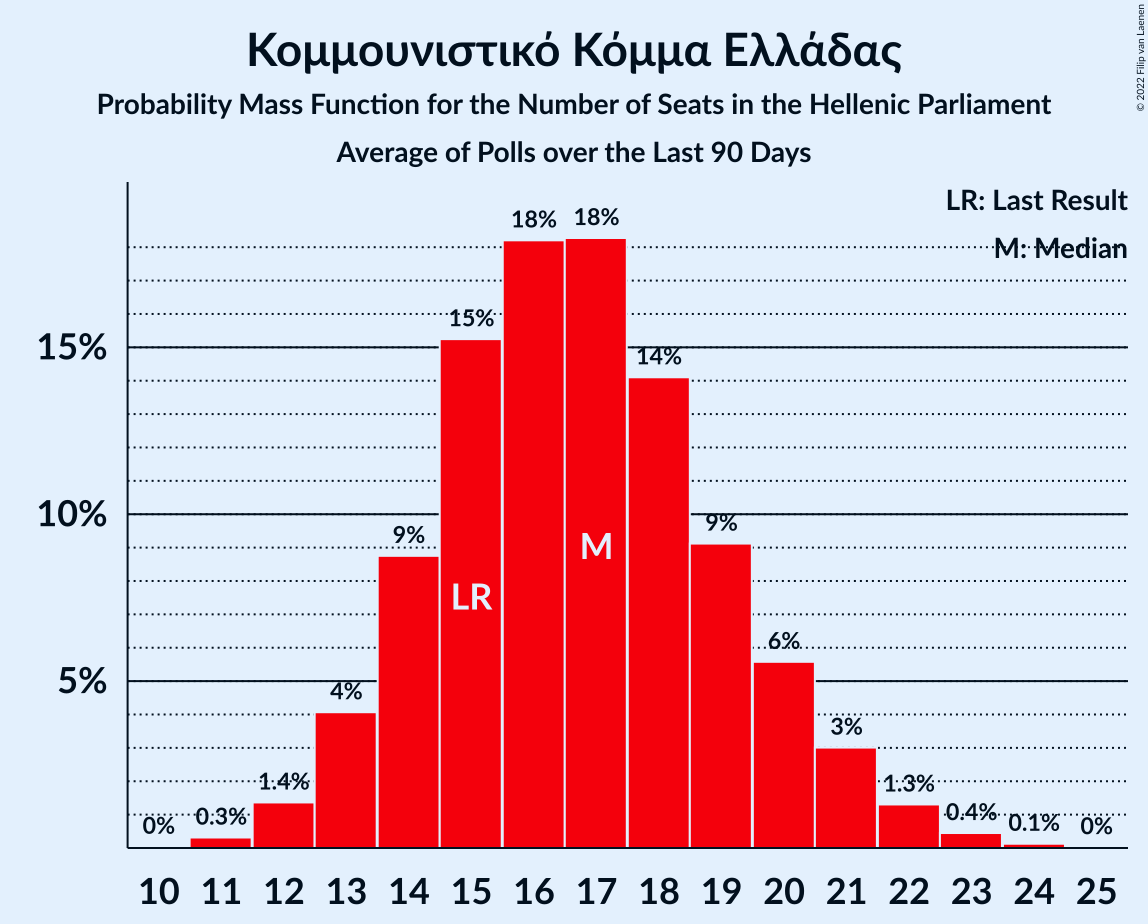 Κομμουνιστικό Κόμμα Ελλάδας
Probability Mass Function for the Number of Seats in the Hellenic Parliament
Average of Polls over the Last 90 Days
© 2022 Filip van Laenen
LR: Last Result
M: Median
15%
10%
5%
0%
0.3%
1.4%
4%
9%
15%
18%
18%
14%
9%
6%
3%
1.3%
0.4%
0.1%
0%
LR
M
10 11 12 13 14 15 16 17 18 19 20 21 22 23 24 25